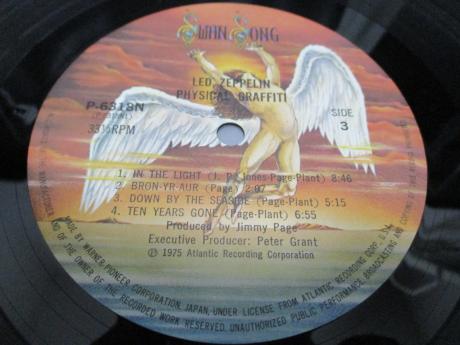 Swan Song
LED ZEPPELIN
PHYSICAL GRAFFITI
P-6318N
33⅓RPM
SIDE
3
1. IN THE LIGHT (J. P. Jones-Page-Plant) 8:46
2. BRON-YR-AUR (Page) 2:07
3. DOWN BY THE SEASIDE (Page-Plant) 5:15
4. TEN YEARS GONE (Page-Plant) 6:55
Produced by Jimmy Page
Executive Producer: Peter Grant
℗ 1975 Atlantic Recording Corporation
BY WARNER-PIONEER CORPORATION, JAPAN, UNDER LICENSE FROM ATLANTIC RECORDING CORP.
OF THE OWNER OF THE RECORDED WORK RESERVED. UNAUTHORIZED PUBLIC PERFORMANCE, BROADCASTING AND COPYING